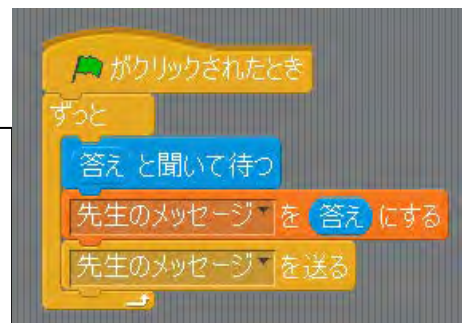 がクリックされたとき
ずっと
答え と聞いて待つ
先生のメッセージ を 答え にする
先生のメッセージ を送る